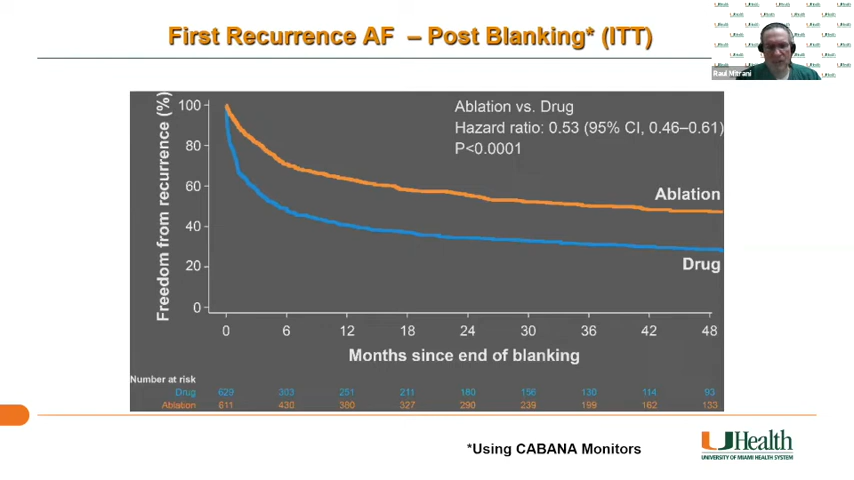 First Recurrence AF – Post Blanking* (ITT)
Raul Mitrani
Freedom from recurrence (%)
100
80
60
40
20
0
Ablation vs. Drug
Hazard ratio: 0.53 (95% CI, 0.46–0.61)
P<0.0001
Ablation
Drug
0 6 12 18 24 30 36 42 48
Months since end of blanking
Number at risk
Drug 629 303 251 211 180 156 130 114 93
Ablation 611 430 380 327 290 239 199 162 133
*Using CABANA Monitors
UHealth
UNIVERSITY OF MIAMI HEALTH SYSTEM